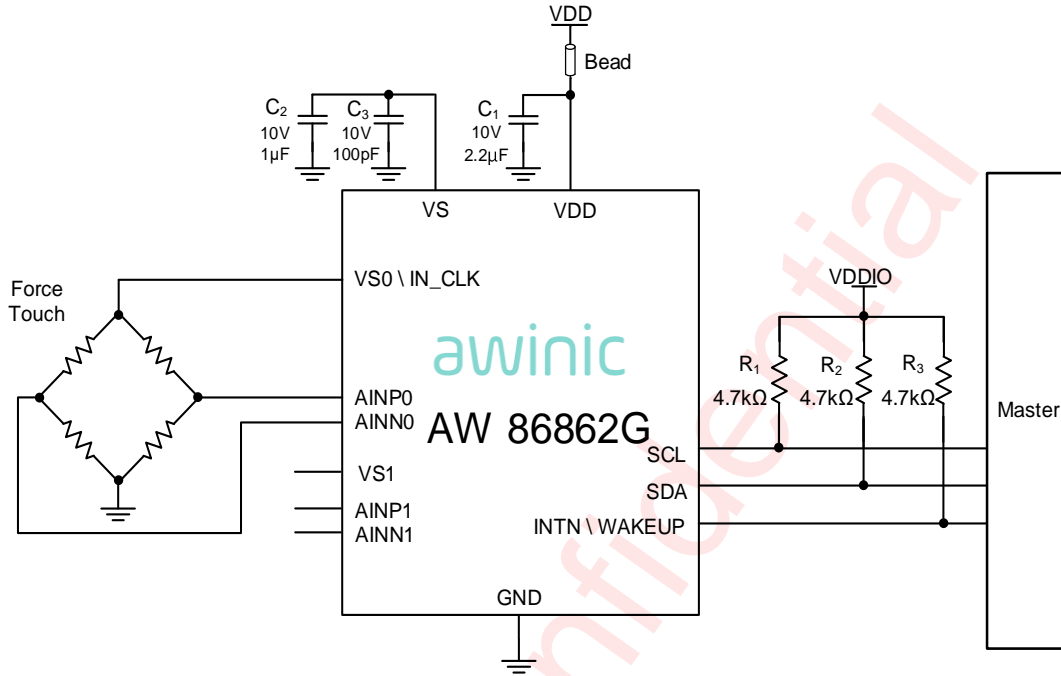 VDD
Bead
C2
10V
1µF
C3
10V
100pF
C1
10V
2.2µF
VS
VDD
VS0 \ IN_CLK
Force
Touch
VDDIO
awinic
R1
4.7kΩ
R2
4.7kΩ
R3
4.7kΩ
AINP0
AINN0
AW 86862G
Master
SCL
VS1
SDA
AINP1
AINN1
INTN \ WAKEUP
GND
nfidential